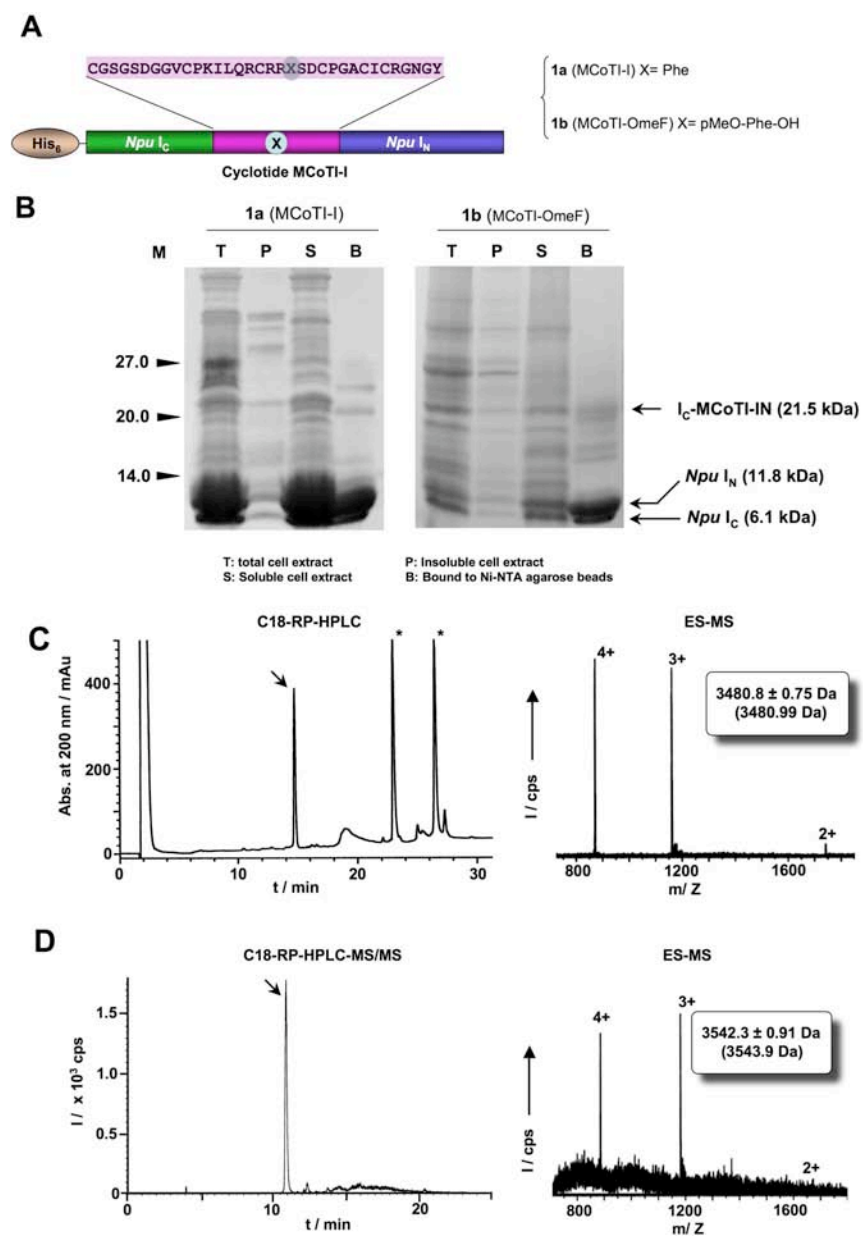 A
CGSGSDGGVCPKILQRCRRXSDCPGACICRGNGY
1a (MCoTI-I) X= Phe
1b (MCoTI-OmeF) X= pMeO-Phe-OH
His6 Npu IC X Npu IN
Cyclotide MCoTI-I
B
1a (MCoTI-I) 1b (MCoTI-OmeF)
M T P S B T P S B
27.0
20.0
14.0
IC-MCoTI-IN (21.5 kDa)
Npu IN (11.8 kDa)
Npu IC (6.1 kDa)
T: total cell extract P: Insoluble cell extract
S: Soluble cell extract B: Bound to Ni-NTA agarose beads
C
C18-RP-HPLC ES-MS
* *
4+ 3+
2+
3480.8 ± 0.75 Da
(3480.99 Da)
Abs. at 200 nm / mAu
400
200
0
0 10 20 30
t / min
I / cps
800 1200 1600
m/ Z
D
C18-RP-HPLC-MS/MS ES-MS
4+ 3+
2+
3542.3 ± 0.91 Da
(3543.9 Da)
I / x 10³ cps
1.5
1.0
0.5
0
0 10 20
t / min
I / cps
800 1200 1600
m/ Z